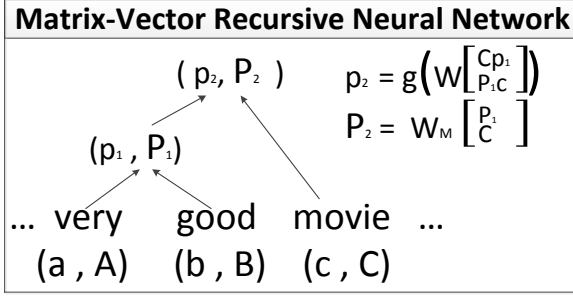 Matrix-Vector Recursive Neural Network
( p₂, P₂ ) p₂ = g(W[Cp₁ P₁c])
(p₁ , P₁) P₂ = W_M [P₁ C]
... very good movie ...
(a , A) (b , B) (c , C)